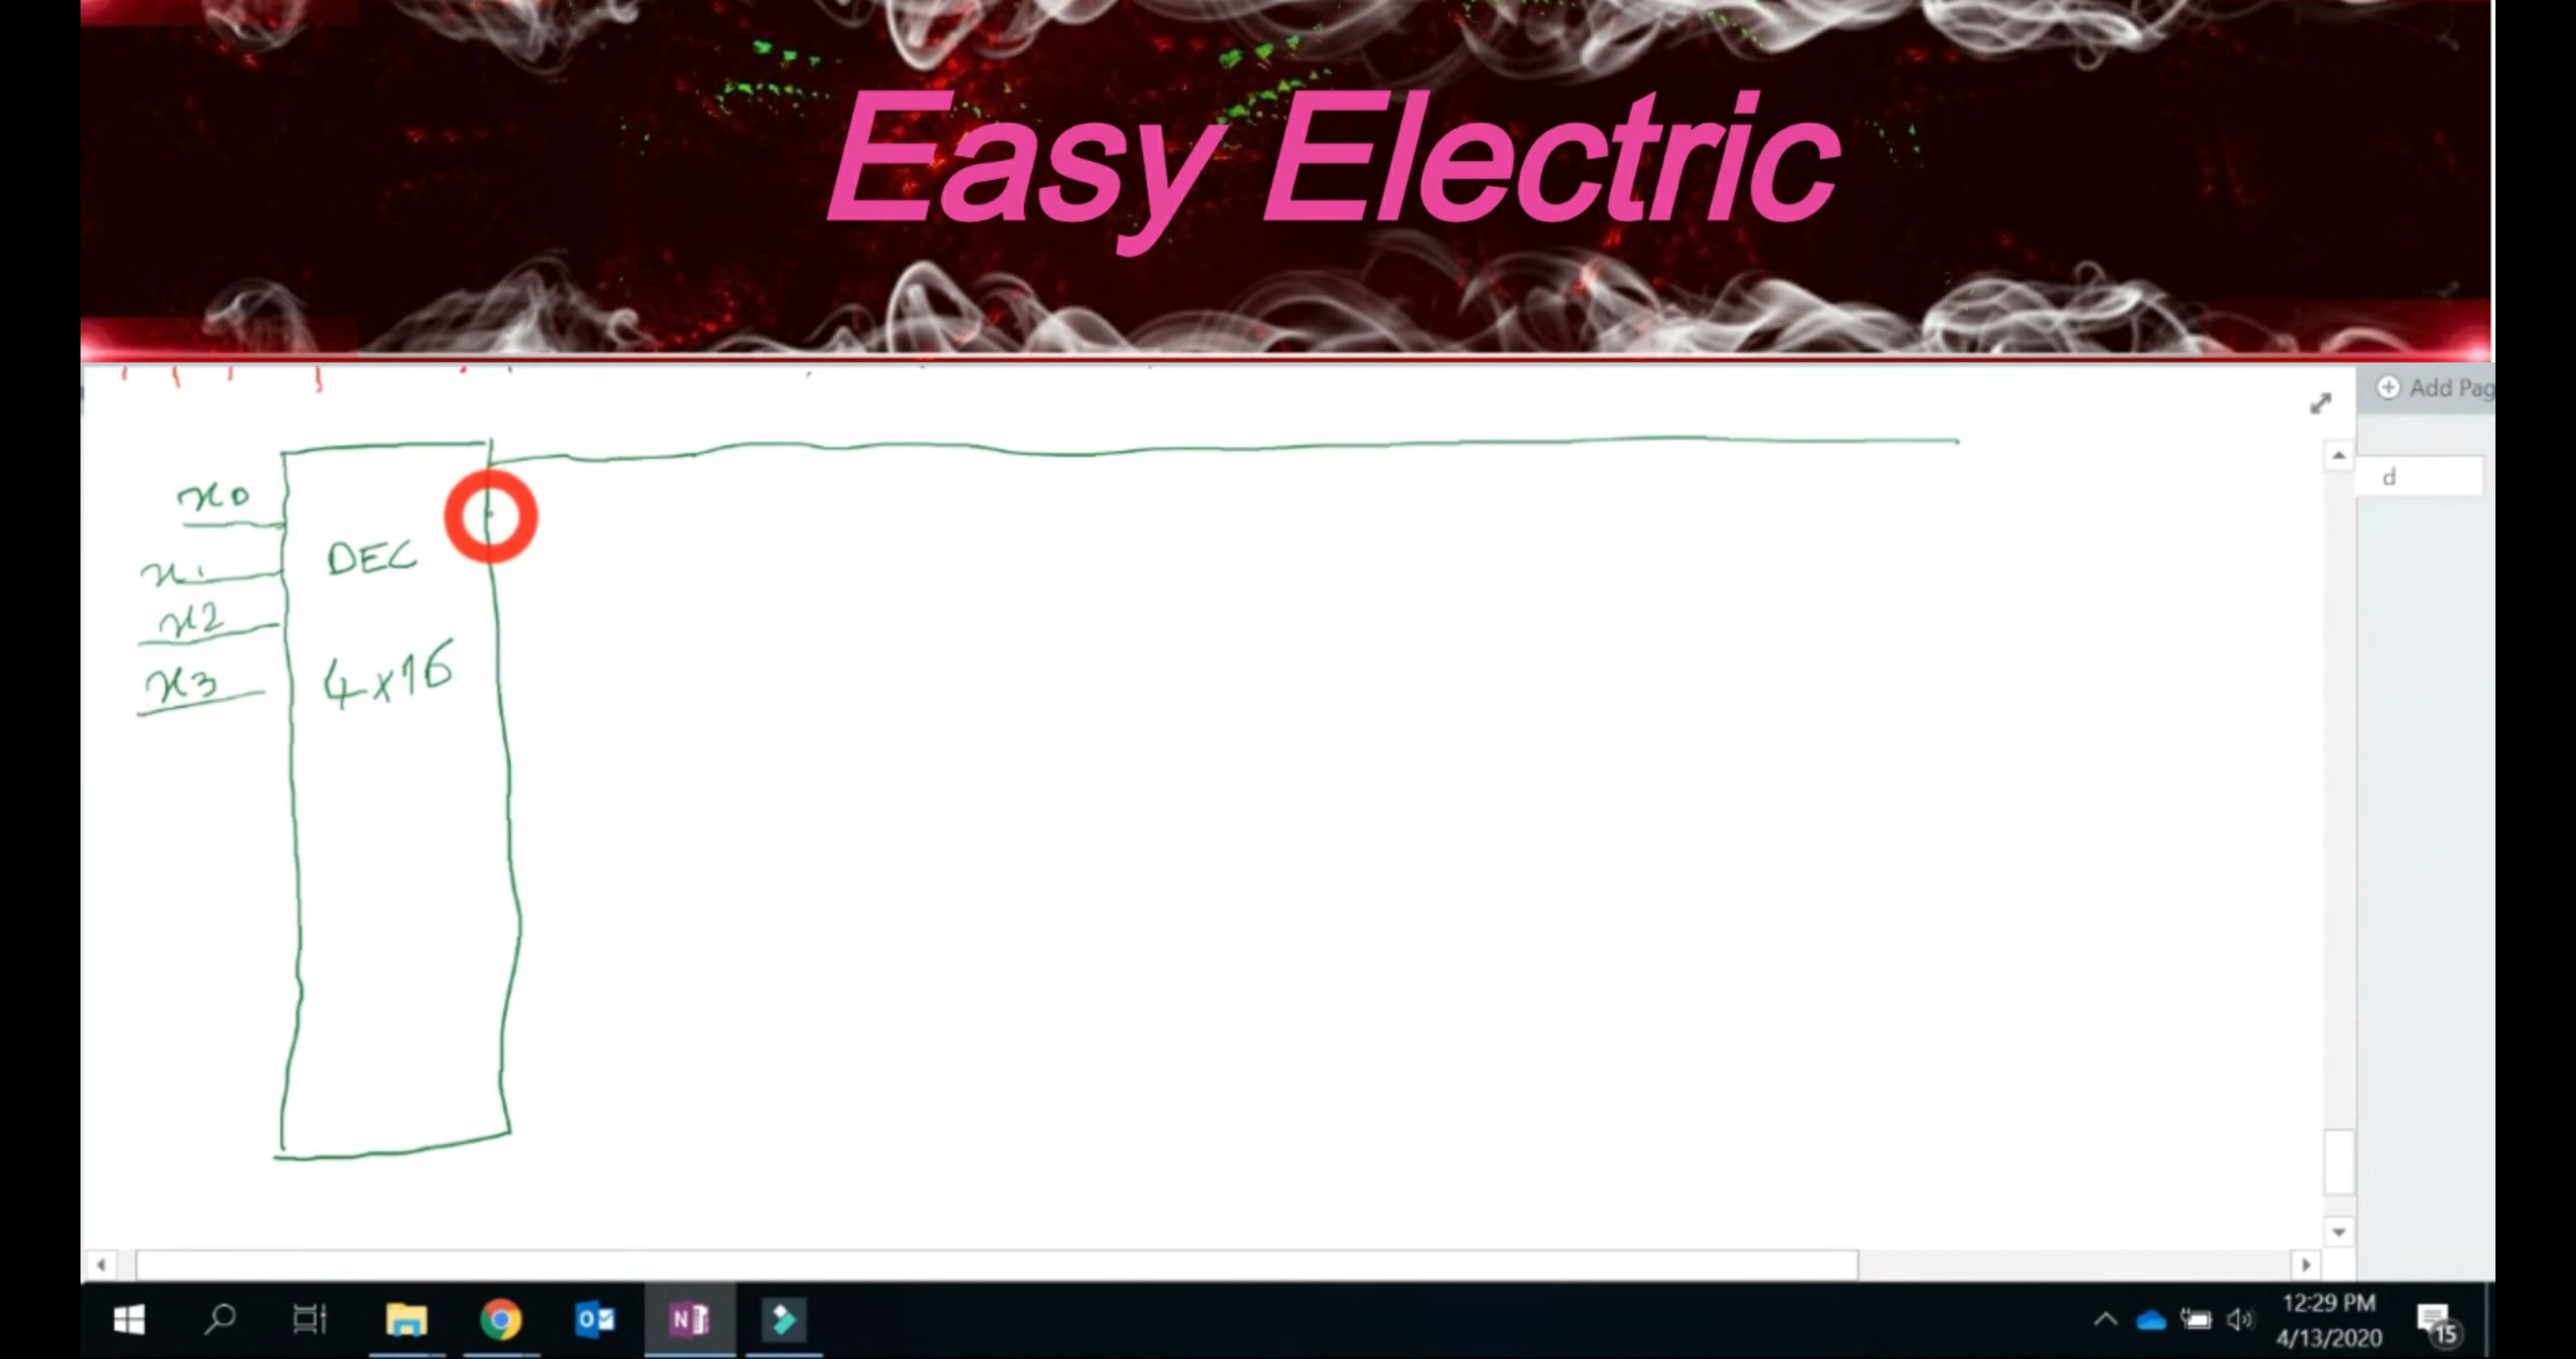 Easy Electric
Add Pag
d
x0
x1
x2
x3
DEC
4x16
12:29 PM
4/13/2020
15